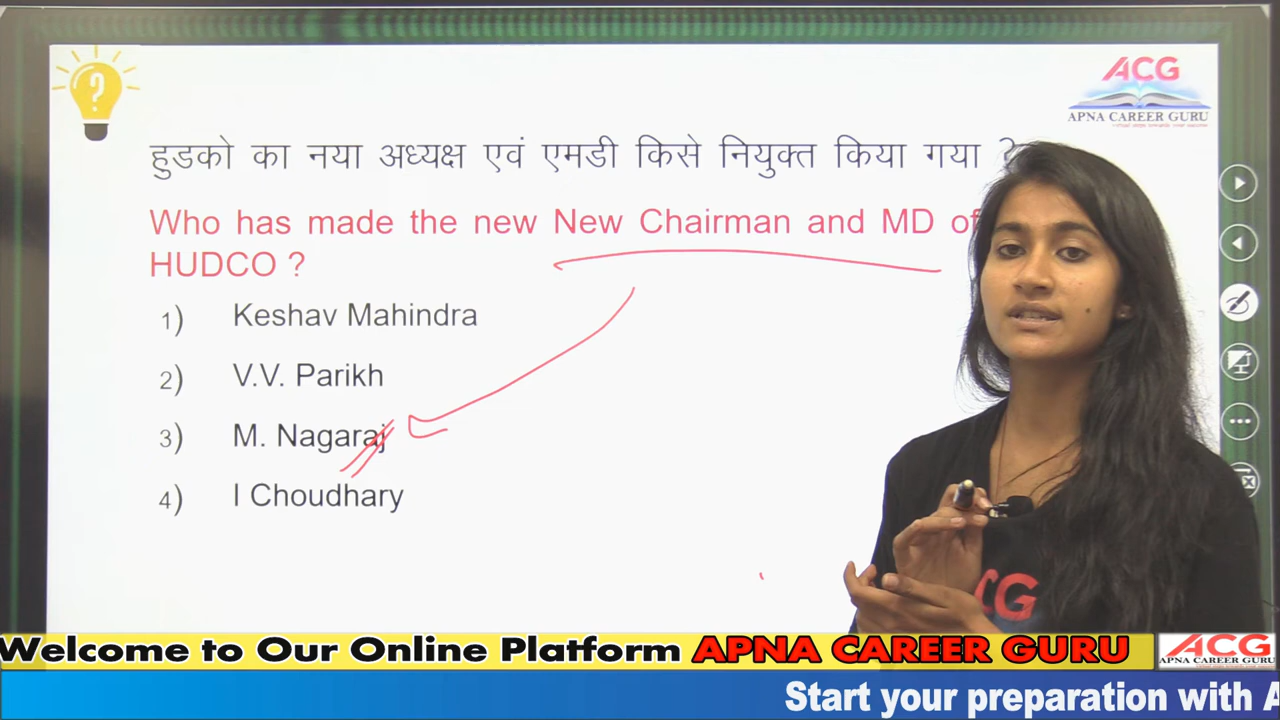 ACG
APNA CAREER GURU
हुडको का नया अध्यक्ष एवं एमडी किसे नियुक्त किया गया ?
Who has made the new New Chairman and MD of
HUDCO ?
1) Keshav Mahindra
2) V.V. Parikh
3) M. Nagaraj
4) I Choudhary
CG
Welcome to Our Online Platform APNA CAREER GURU
ACG
APNA CAREER GURU
Start your preparation with A